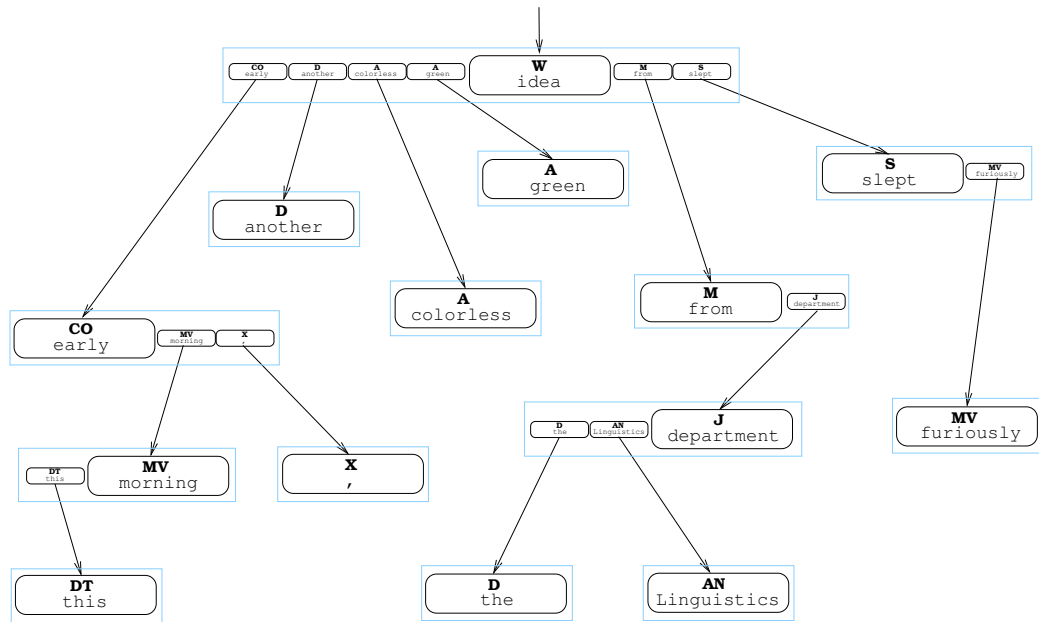 CO D A A W M S
early another colorless green idea from slept
A
green
S MV
slept furiously
D
another
A
colorless
M J
from department
CO MV X
early morning ,
D AN J
the Linguistics department
MV
furiously
DT MV
this morning
X
,
DT
this
D
the
AN
Linguistics